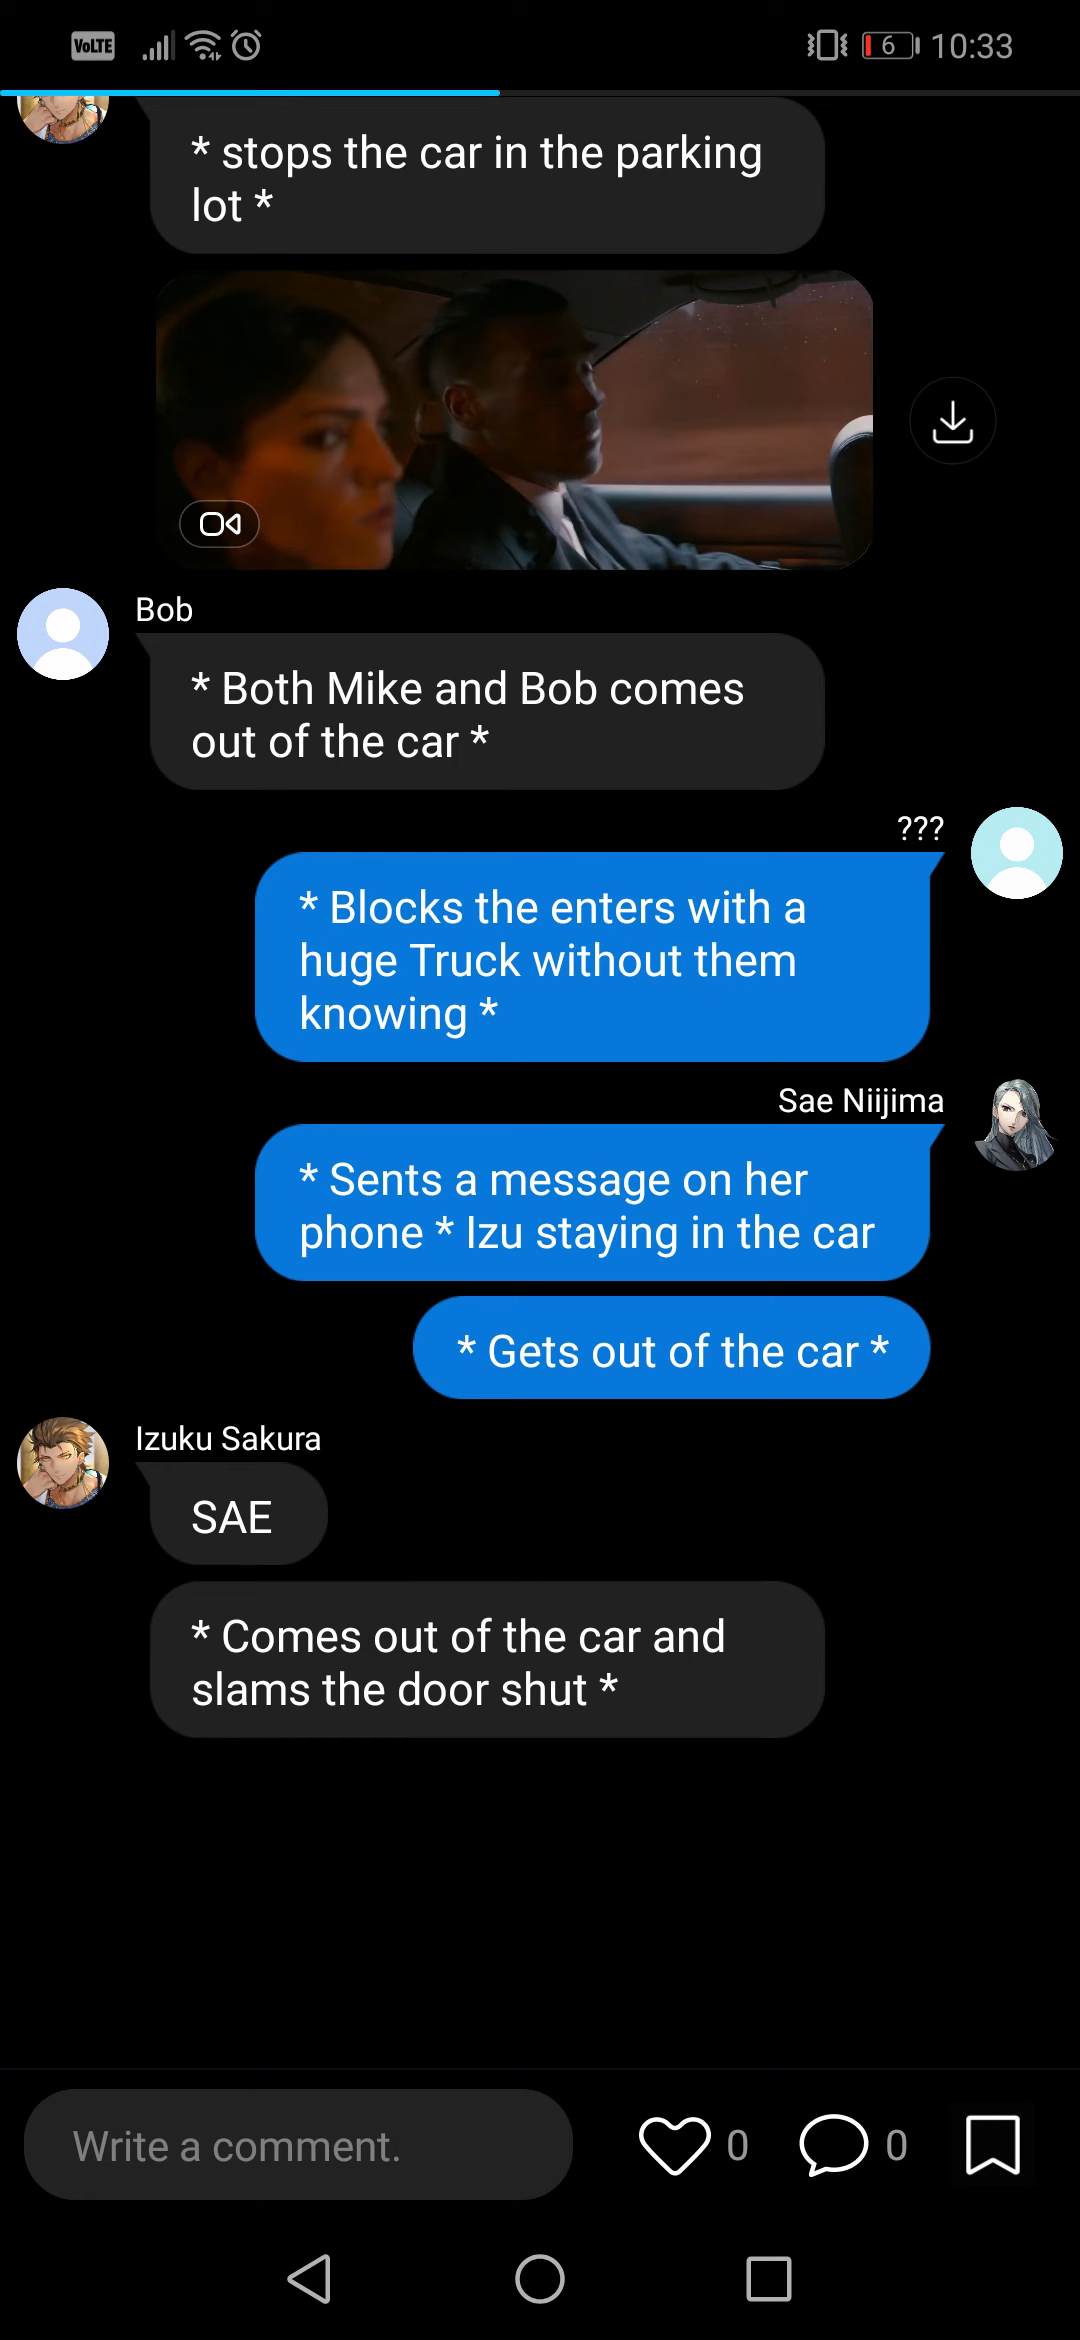 VoLTE
6
10:33
* stops the car in the parking
lot *
Bob
* Both Mike and Bob comes
out of the car *
???
* Blocks the enters with a
huge Truck without them
knowing *
Sae Niijima
* Sents a message on her
phone * Izu staying in the car
* Gets out of the car *
Izuku Sakura
SAE
* Comes out of the car and
slams the door shut *
Write a comment.
0
0